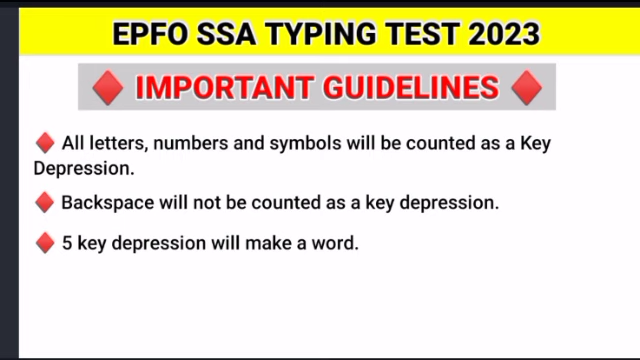 EPFO SSA TYPING TEST 2023
♦ IMPORTANT GUIDELINES ♦
♦ All letters, numbers and symbols will be counted as a Key
Depression.
♦ Backspace will not be counted as a key depression.
♦ 5 key depression will make a word.